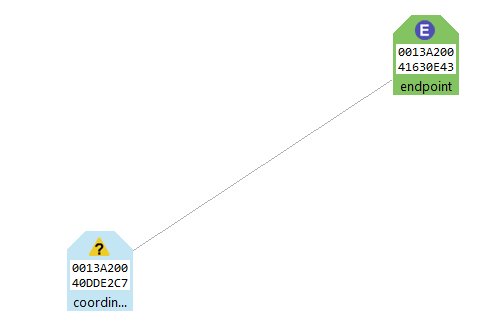 E
0013A200
41630E43
endpoint
?
0013A200
40DDE2C7
coordin...